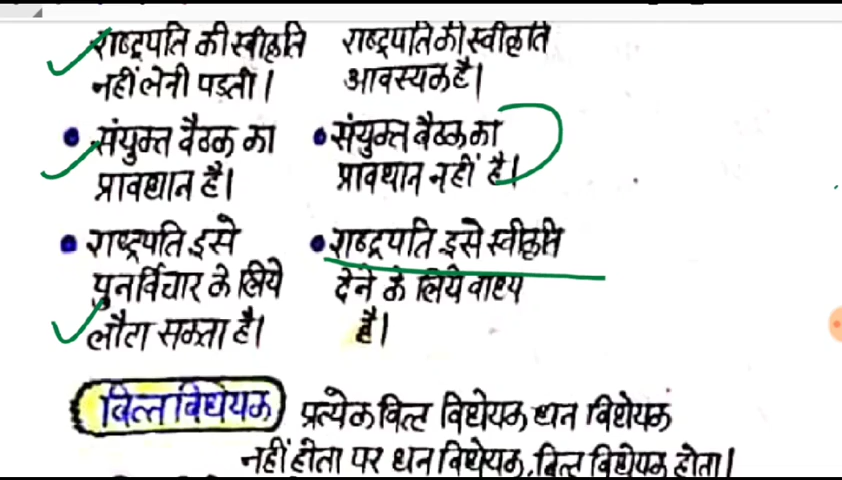 राष्ट्रपति की स्वीकृति
नहीं लेनी पड़ती।
• संयुक्त बैठक का
प्रावधान है।
• राष्ट्रपति इसे
पुनर्विचार के लिये
लौटा सकता है।
राष्ट्रपति की स्वीकृति
आवस्यक है।
• संयुक्त बैठक का
प्रावधान नहीं है।
• राष्ट्रपति इसे स्वीकृति
देने के लिये वाध्य
है।
वित्त विधेयक प्रत्येक वित्त विधेयक, धन विधेयक
नहीं होता पर धन विधेयक, वित्त विधेयक होता।